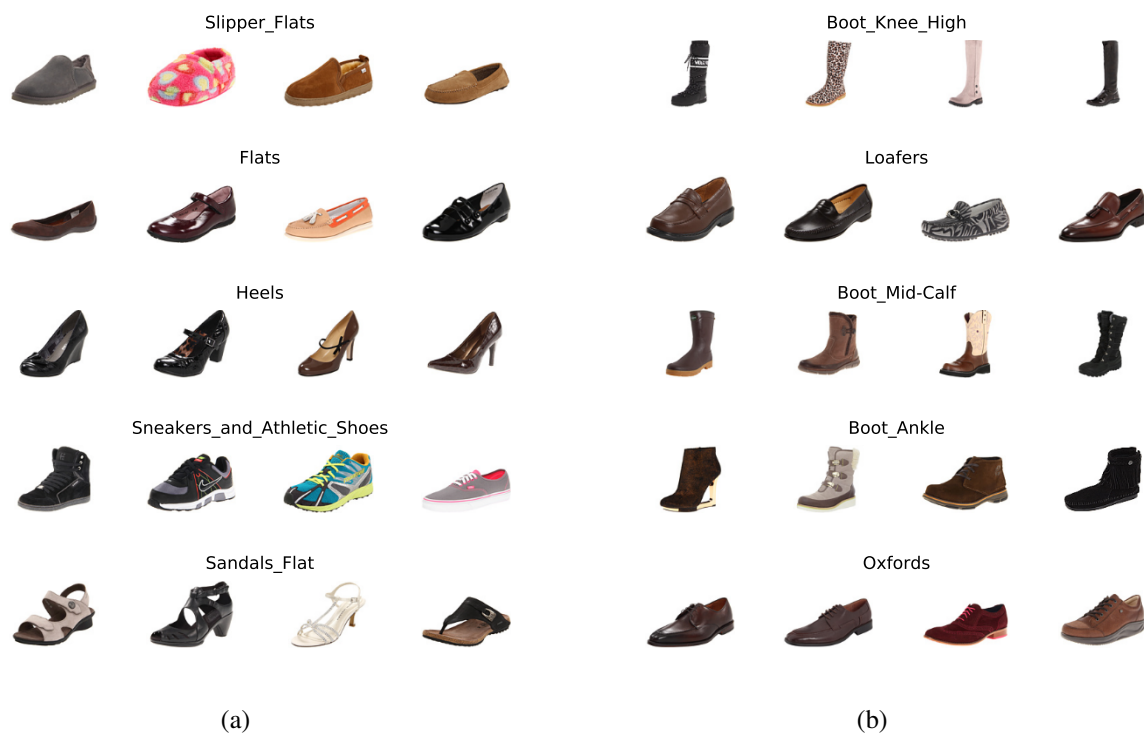 Slipper_Flats
Flats
Heels
Sneakers_and_Athletic_Shoes
Sandals_Flat
(a)
Boot_Knee_High
Loafers
Boot_Mid-Calf
Boot_Ankle
Oxfords
(b)